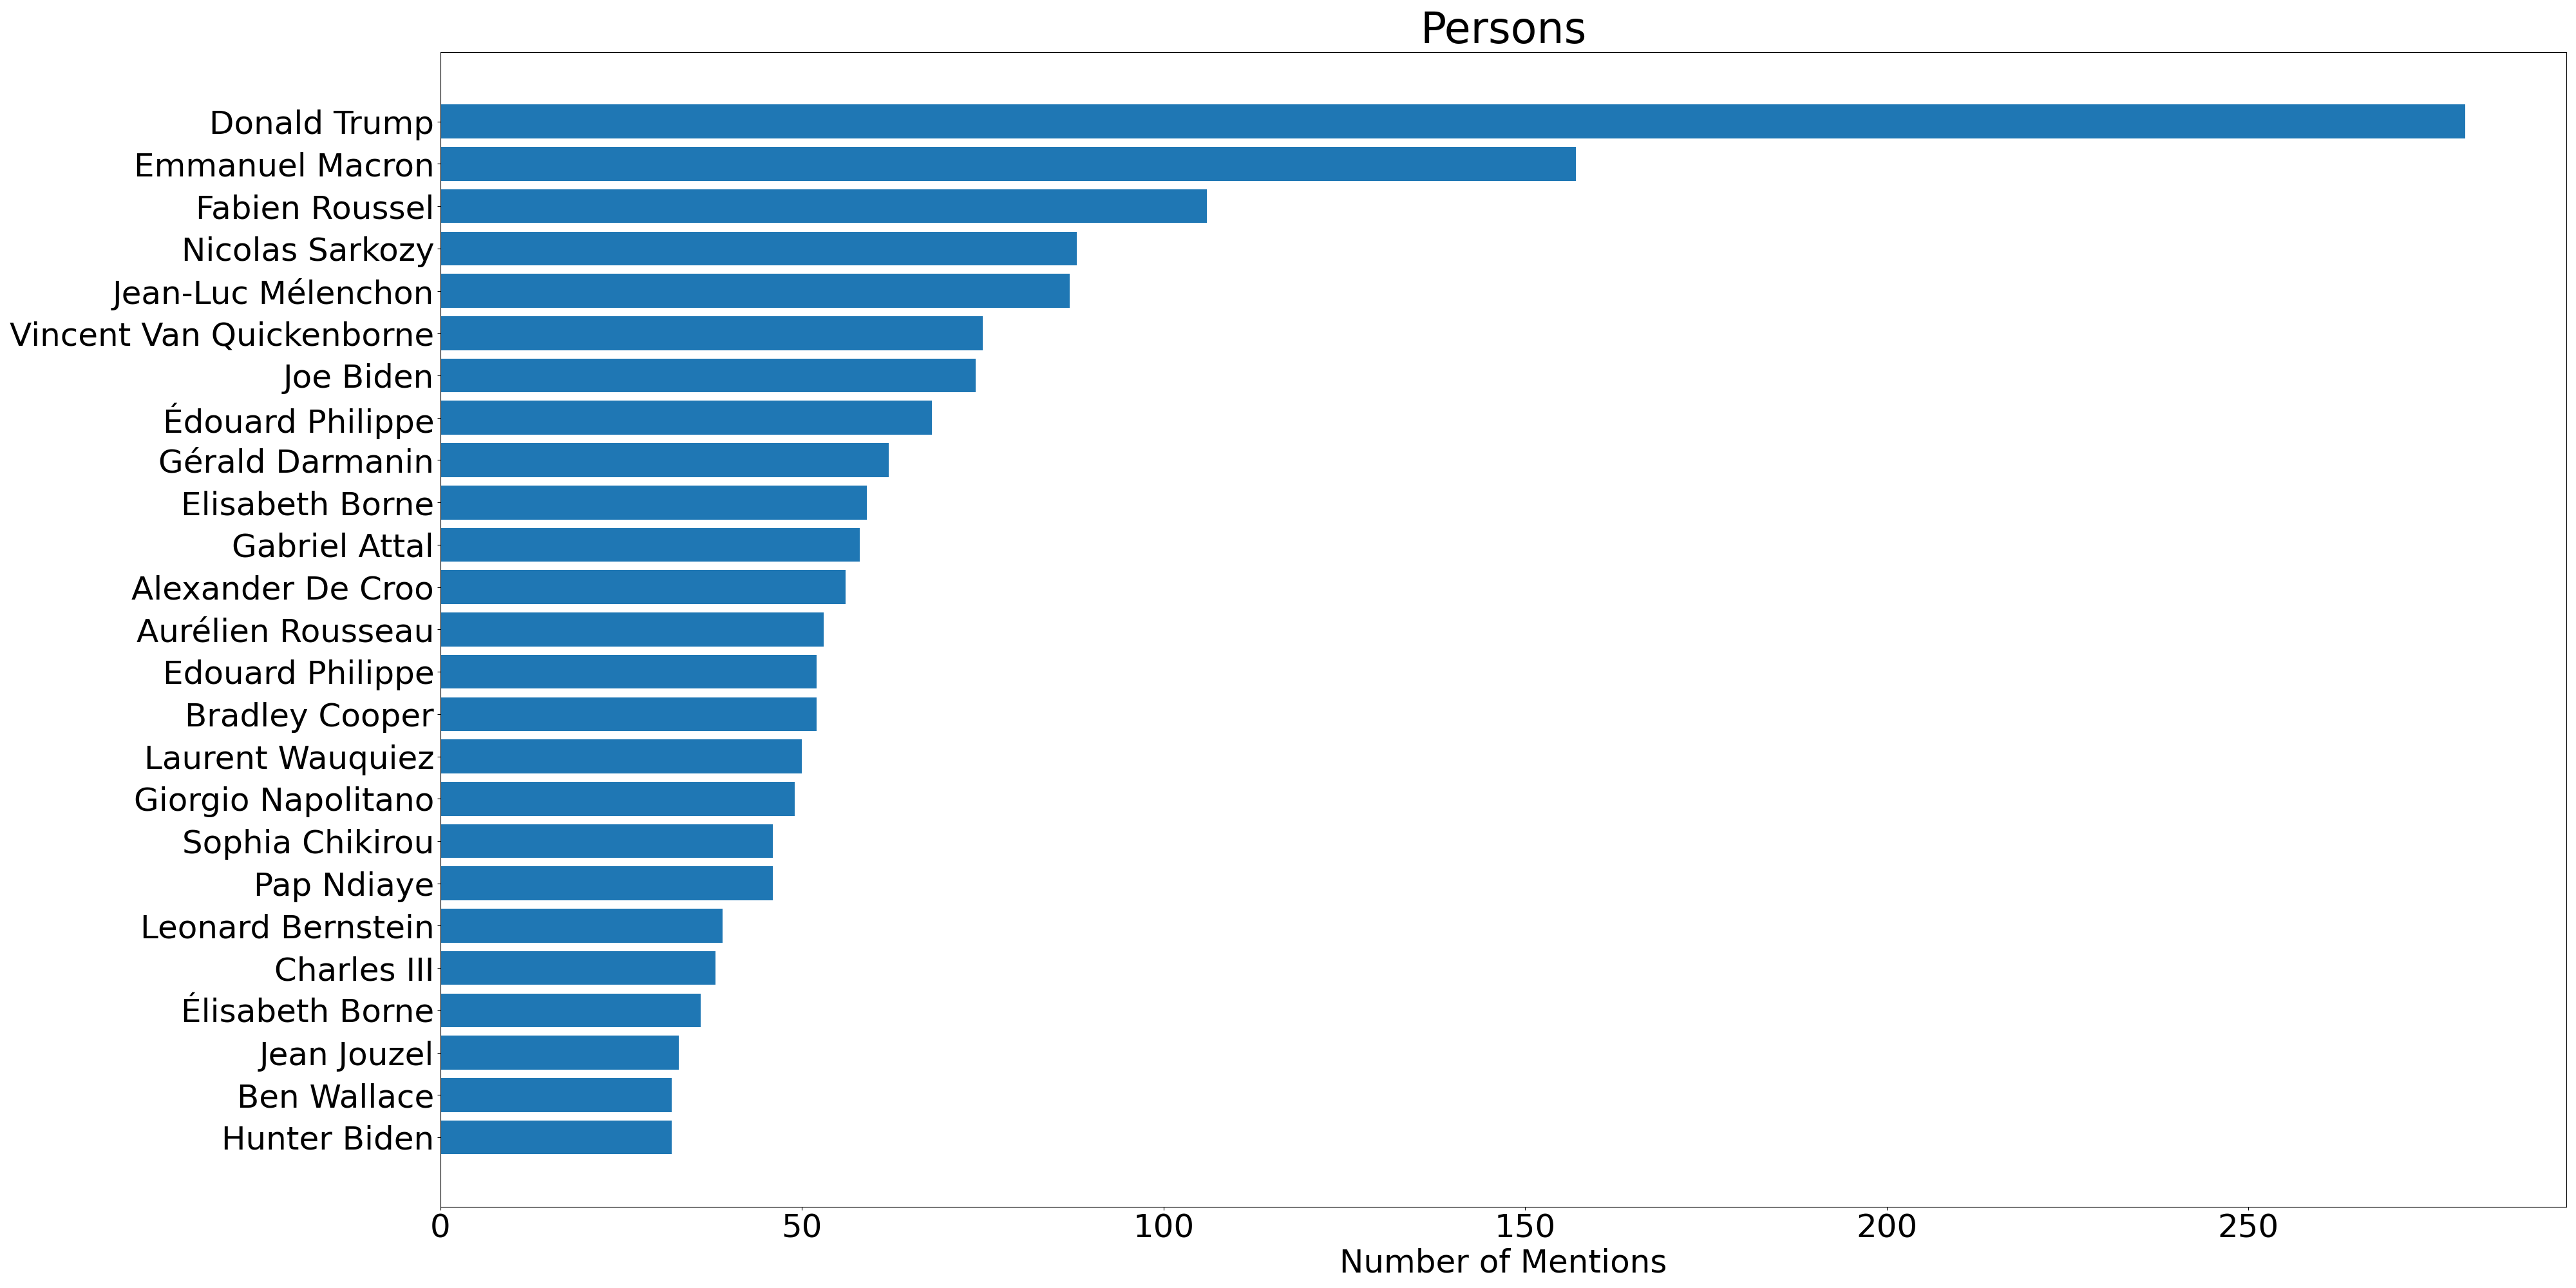 Persons
Donald Trump
Emmanuel Macron
Fabien Roussel
Nicolas Sarkozy
Jean-Luc Mélenchon
Vincent Van Quickenborne
Joe Biden
Édouard Philippe
Gérald Darmanin
Elisabeth Borne
Gabriel Attal
Alexander De Croo
Aurélien Rousseau
Edouard Philippe
Bradley Cooper
Laurent Wauquiez
Giorgio Napolitano
Sophia Chikirou
Pap Ndiaye
Leonard Bernstein
Charles III
Élisabeth Borne
Jean Jouzel
Ben Wallace
Hunter Biden
0 50 100 150 200 250
Number of Mentions